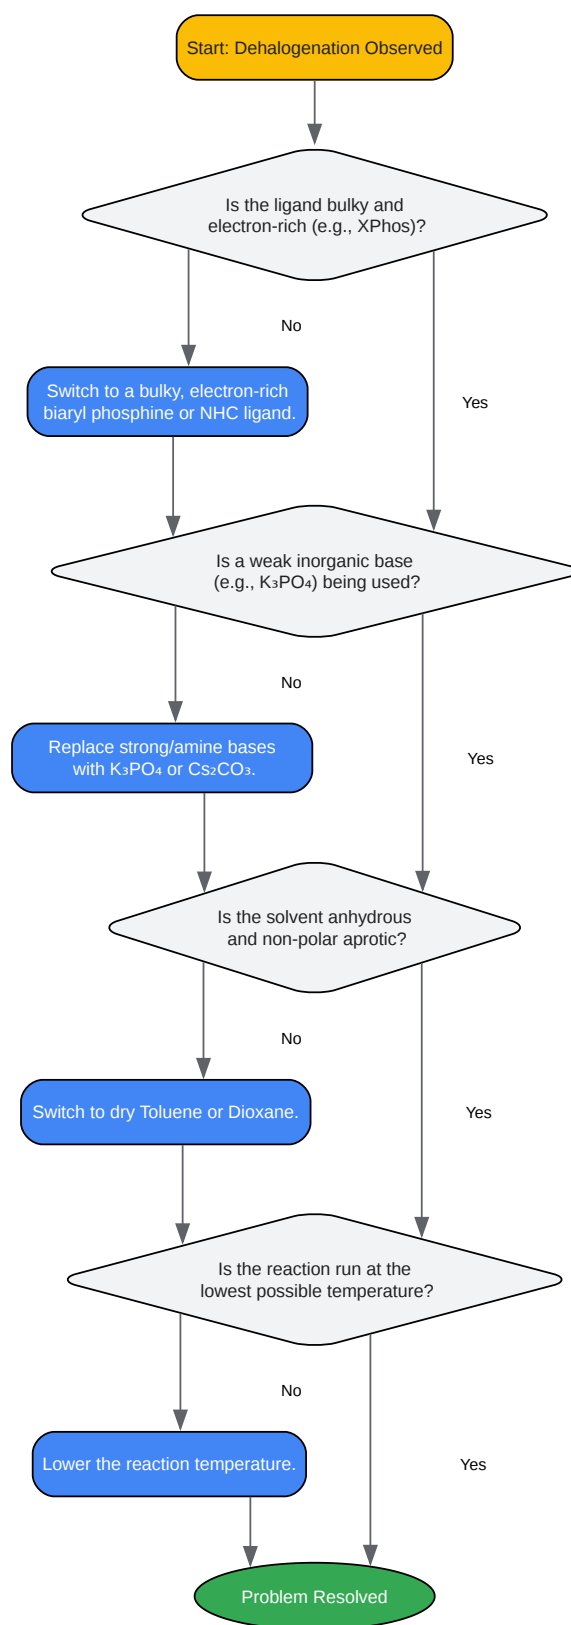 Start: Dehalogenation Observed
Is the ligand bulky and
electron-rich (e.g., XPhos)?
No
Switch to a bulky, electron-rich
biaryl phosphine or NHC ligand.
Yes
Is a weak inorganic base
(e.g., K₃PO₄) being used?
No
Replace strong/amine bases
with K₃PO₄ or Cs₂CO₃.
Yes
Is the solvent anhydrous
and non-polar aprotic?
No
Switch to dry Toluene or Dioxane.
Yes
Is the reaction run at the
lowest possible temperature?
No
Lower the reaction temperature.
Yes
Problem Resolved